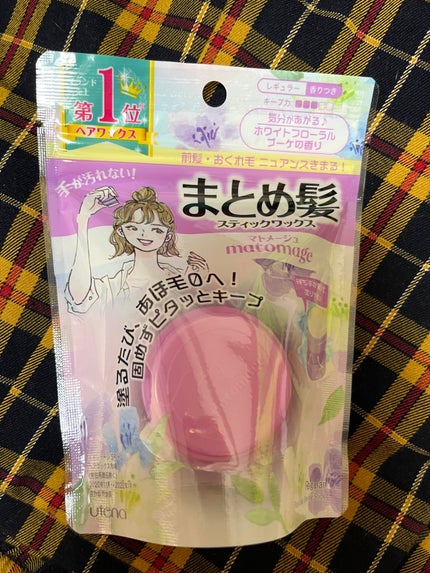 第1位
ヘアワックス
レギュラー 香りつき
キープ力
気分があがる♪
ホワイトフローラル
ブーケの香り
前髪・おくれ毛 ニュアンスきまる!
手が汚れない!
まとめ髪
スティックワックス
マトメージュ
matomage
塗るたび、あほ毛0へ!
固めずピタッとキープ
utena